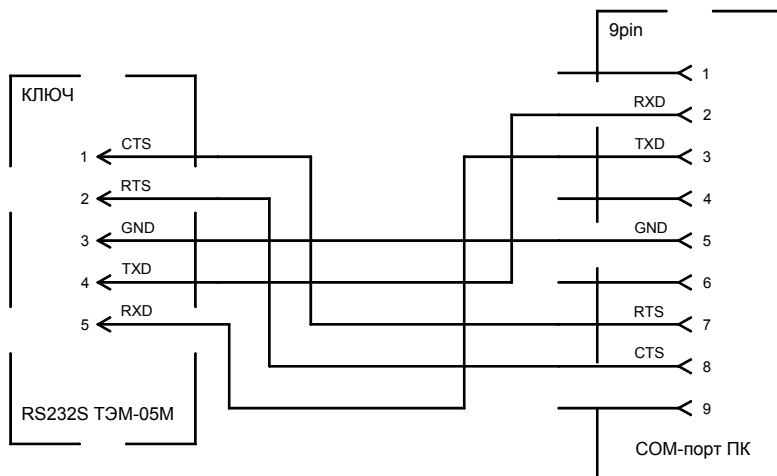 9pin
1
RXD
2
TXD
3
4
GND
5
6
RTS
7
CTS
8
9
COM-порт ПК
КЛЮЧ
1
CTS
2
RTS
3
GND
4
TXD
5
RXD
RS232S ТЭМ-05М